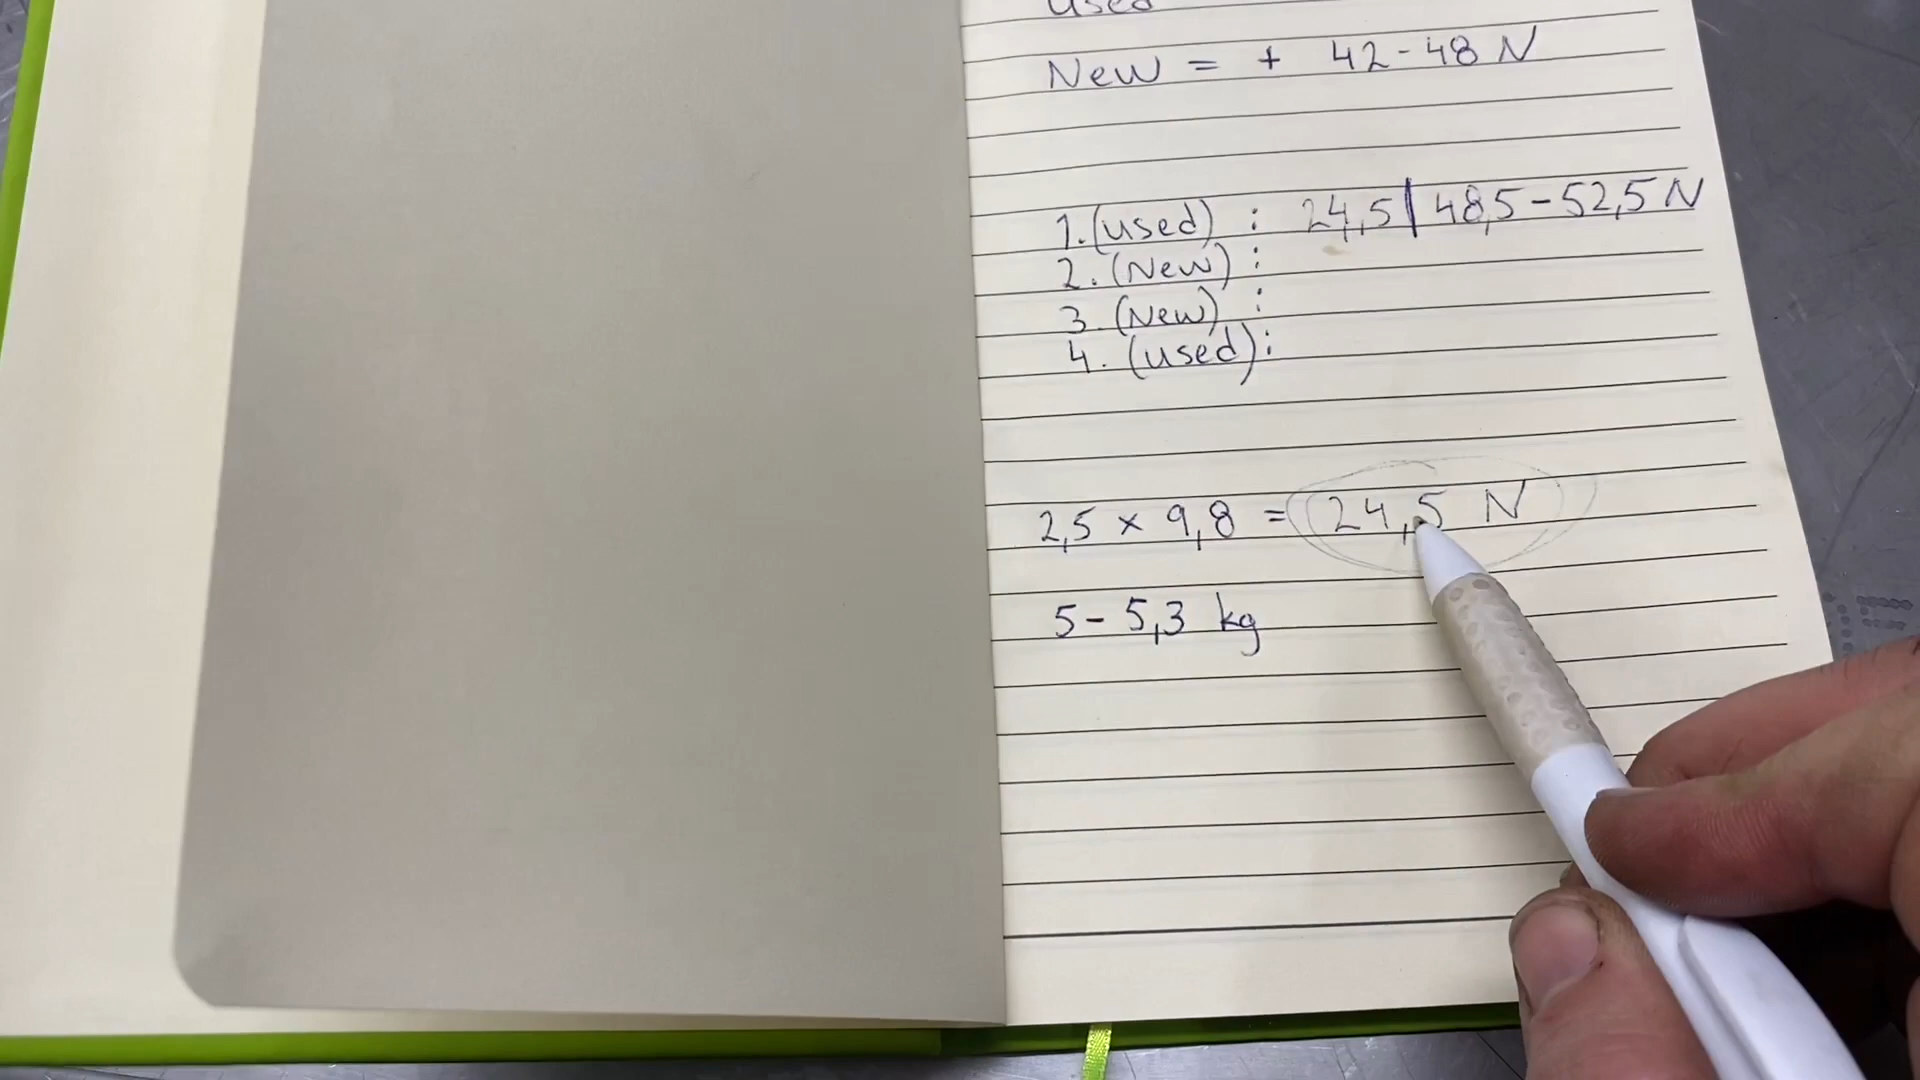 used
New = + 42-48 N
1. (used) : 24,5 | 48,5-52,5 N
2. (New) :
3. (New) :
4. (used) :
2,5 × 9,8 = 24,5 N
5- 5,3 kg